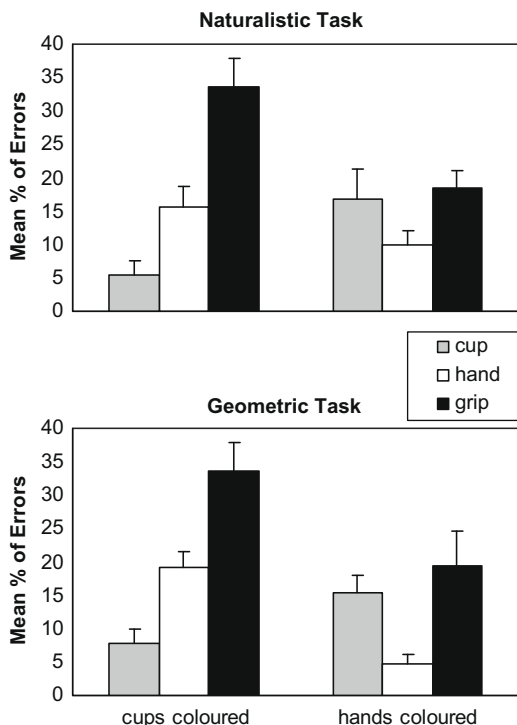 Naturalistic Task
Mean % of Errors
40
35
30
25
20
15
10
5
0
cup
hand
grip
Geometric Task
Mean % of Errors
40
35
30
25
20
15
10
5
0
cups coloured hands coloured